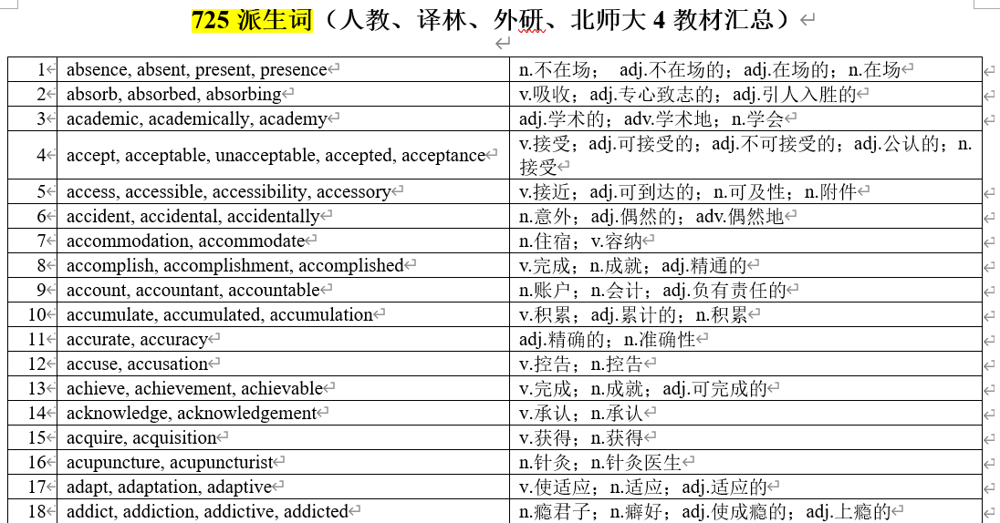 725 派生词（人教、译林、外研、北师大 4 教材汇总）
1 absence, absent, present, presence n.不在场； adj.不在场的；adj.在场的；n.在场
2 absorb, absorbed, absorbing v.吸收；adj.专心致志的；adj.引人入胜的
3 academic, academically, academy adj.学术的；adv.学术地；n.学会
4 accept, acceptable, unacceptable, accepted, acceptance v.接受；adj.可接受的；adj.不可接受的；adj.公认的；n.
接受
5 access, accessible, accessibility, accessory v.接近；adj.可到达的；n.可及性；n.附件
6 accident, accidental, accidentally n.意外；adj.偶然的；adv.偶然地
7 accommodation, accommodate n.住宿；v.容纳
8 accomplish, accomplishment, accomplished v.完成；n.成就；adj.精通的
9 account, accountant, accountable n.账户；n.会计；adj.负有责任的
10 accumulate, accumulated, accumulation v.积累；adj.累计的；n.积累
11 accurate, accuracy adj.精确的；n.准确性
12 accuse, accusation v.控告；n.控告
13 achieve, achievement, achievable v.完成；n.成就；adj.可完成的
14 acknowledge, acknowledgement v.承认；n.承认
15 acquire, acquisition v.获得；n.获得
16 acupuncture, acupuncturist n.针灸；n.针灸医生
17 adapt, adaptation, adaptive v.使适应；n.适应；adj.适应的
18 addict, addiction, addictive, addicted n.瘾君子；n.癖好；adj.使成瘾的；adj.上瘾的